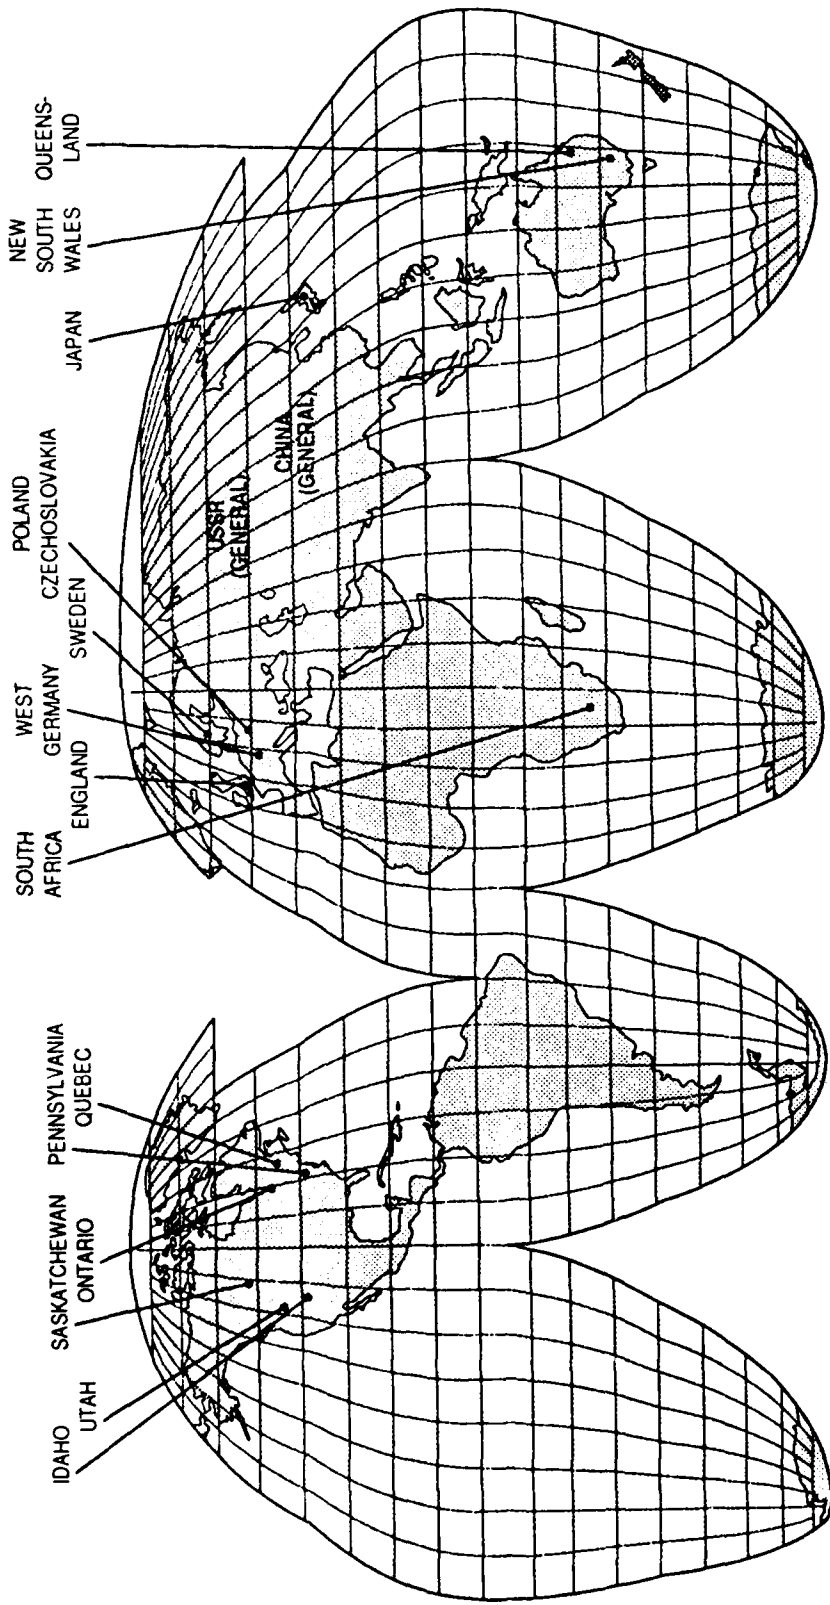 IDAHO
UTAH
SASKATCHEWAN
ONTARIO
PENNSYLVANIA
QUEBEC
SOUTH
AFRICA
ENGLAND
WEST
GERMANY
SWEDEN
POLAND
CZECHOSLOVAKIA
JAPAN
NEW
SOUTH
WALES
QUEENS-
LAND
USSR
(GENERAL)
CHINA
(GENERAL)